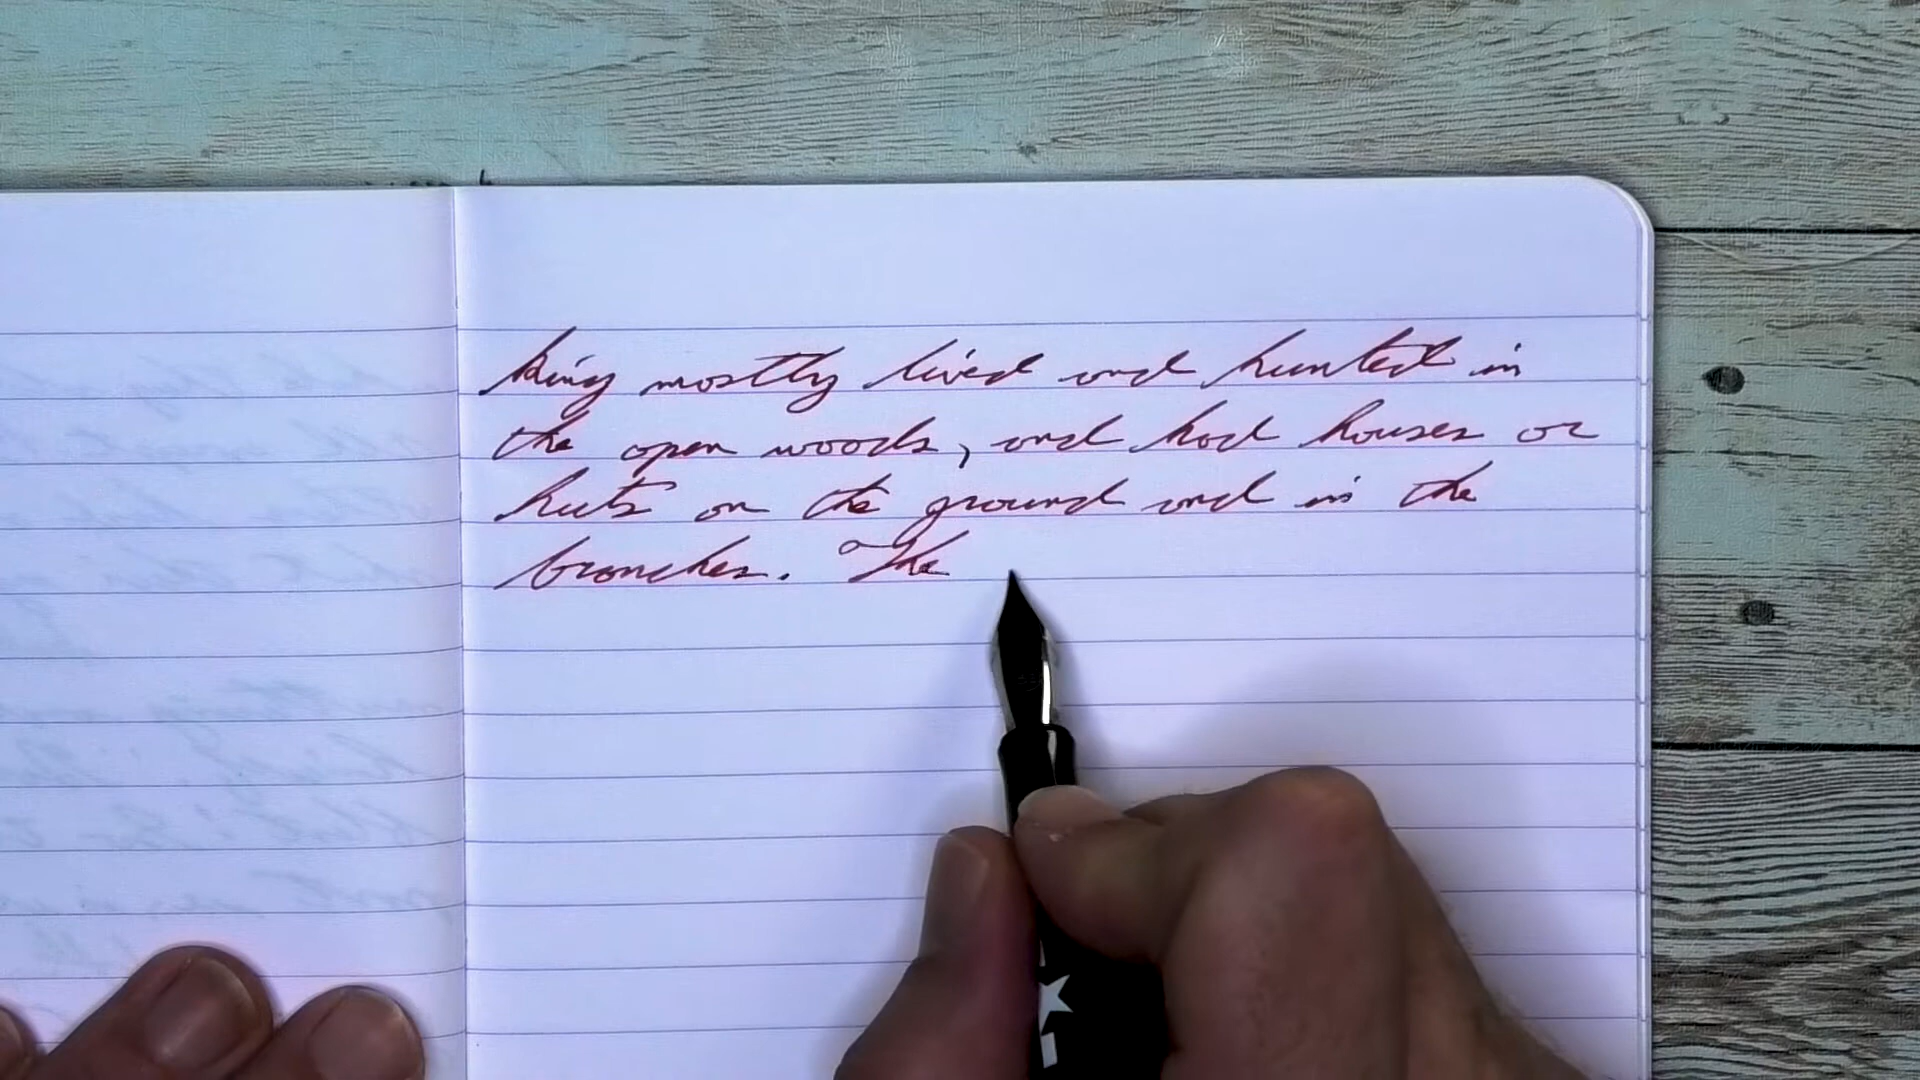 king mostly lived and hunted in
the open woods, and had houses or
huts on the ground and in the
branches. The